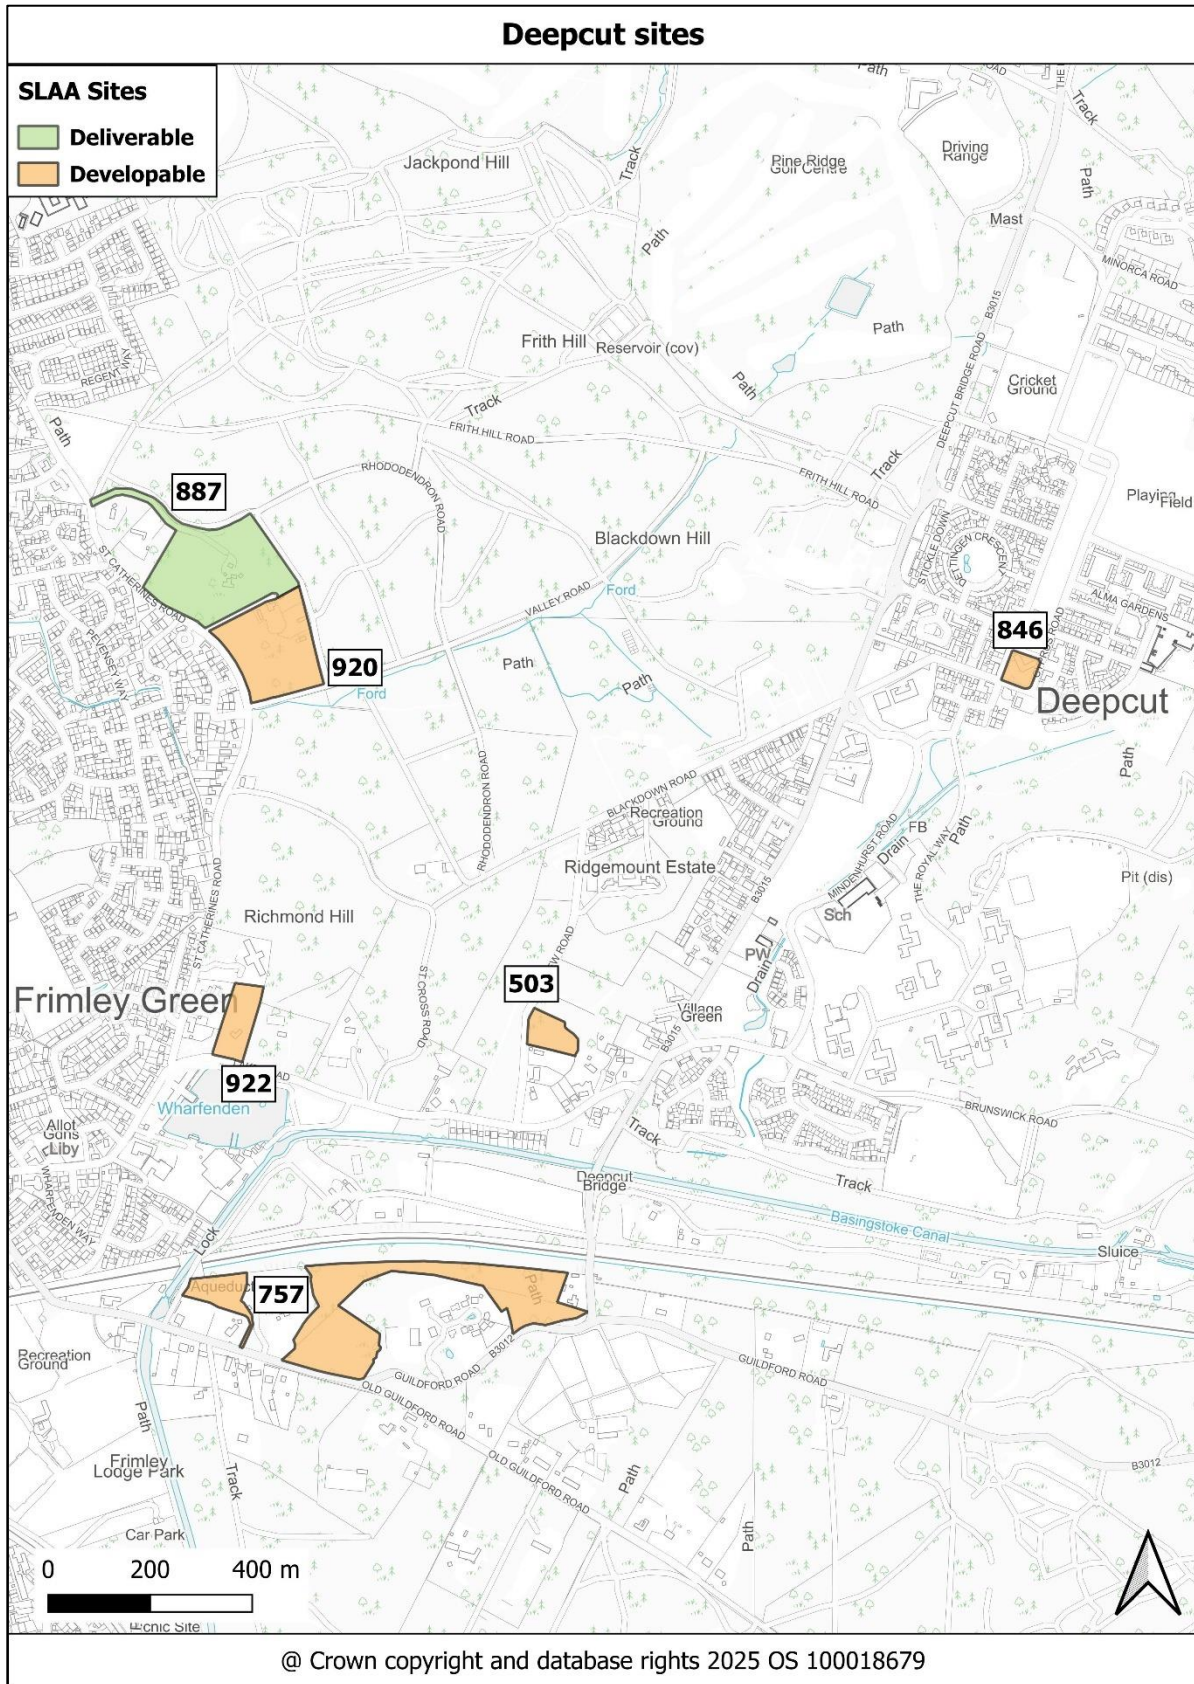 Deepcut sites
SLAA Sites
Deliverable
Developable
Path
ROAD
Track
Jackpond Hill
Track
Pine Ridge
Golf Centre
Driving
Range
Path
Mast
Path
MINORCA ROAD
B3015
Path
Frith Hill
Reservoir (cov)
DEEPCUT BRIDGE ROAD
REGENT WAY
Path
Cricket
Ground
Track
Path
FRITH HILL ROAD
RHODODENDRON ROAD
FRITH HILL ROAD
Track
887
Playing Field
Blackdown Hill
STICKLE DOWN
DETTINGEN CRESCENT
ST CATHERINES ROAD
VALLEY ROAD
Ford
ALMA GARDENS
PEVENSEY WAY
846
920
Path
Path
Ford
Deepcut
Path
RHODODENDRON ROAD
BLACKDOWN ROAD
Recreation
Ground
MINDENHURST ROAD
Drain
FB
Path
THE ROYAL WAY
Ridgemount Estate
B3015
Pit (dis)
ST CATHERINES ROAD
Richmond Hill
Sch
PW
Drain
ST CROSS ROAD
503
Frimley Green
Village
Green
B3015
922
Wharfenden
BRUNSWICK ROAD
Allot
Gdns
Liby
Track
WHARFENDEN WAY
Deepcut
Bridge
Track
Basingstoke Canal
Lock
Sluice
Aqueduct
757
Path
B3012
Recreation
Ground
GUILDFORD ROAD
GUILDFORD ROAD
OLD GUILDFORD ROAD
Path
Frimley
Lodge Park
Track
OLD GUILDFORD ROAD
Path
B3012
Car Park
Path
0 200 400 m
@ Crown copyright and database rights 2025 OS 100018679